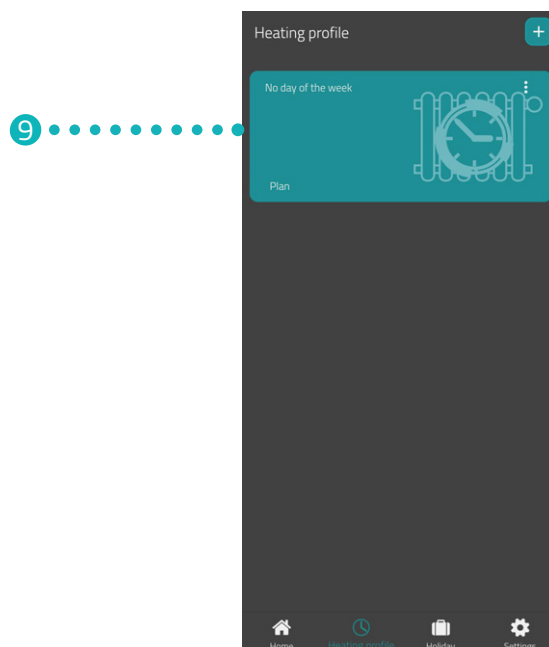 Heating profile
+
No day of the week
9
Plan
Home Heating profile Holiday Settings